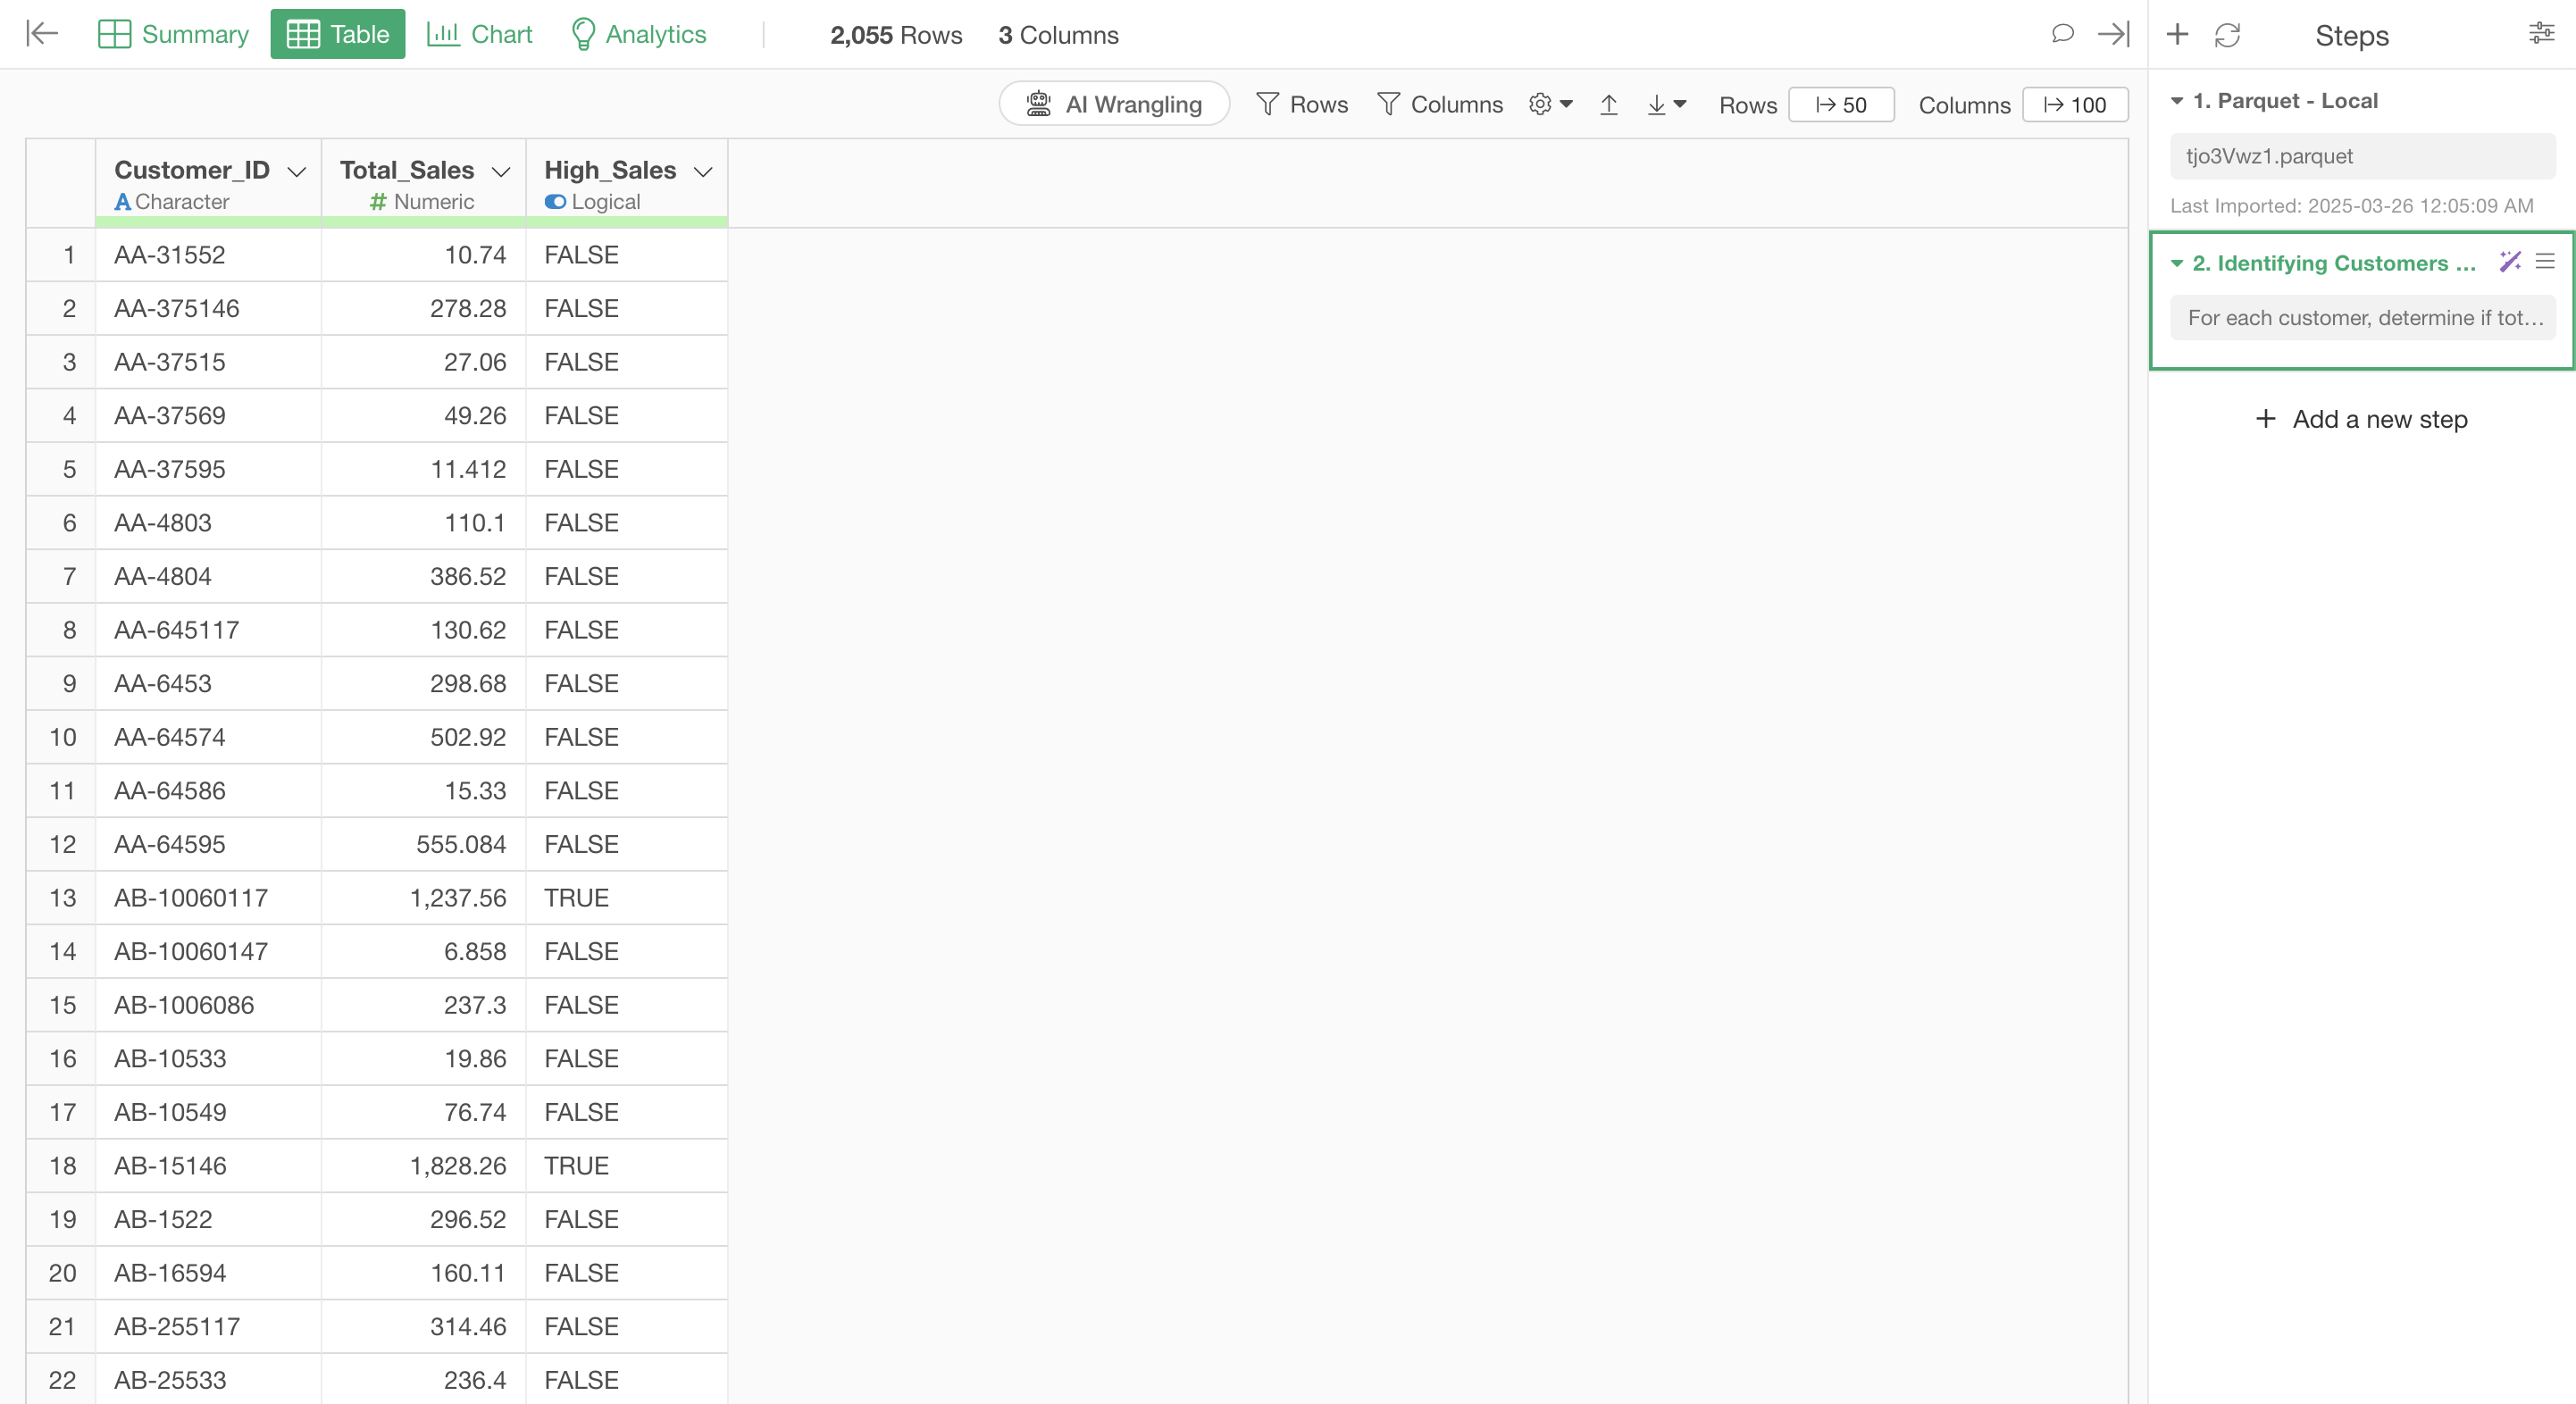 Summary Table Chart Analytics 2,055 Rows 3 Columns
Steps
AI Wrangling Rows Columns Rows 50 Columns 100
1. Parquet - Local
tjo3Vwz1.parquet
Last Imported: 2025-03-26 12:05:09 AM
2. Identifying Customers ...
For each customer, determine if tot...
+ Add a new step
Customer_ID Total_Sales High_Sales
A Character # Numeric Logical
1 AA-31552 10.74 FALSE
2 AA-375146 278.28 FALSE
3 AA-37515 27.06 FALSE
4 AA-37569 49.26 FALSE
5 AA-37595 11.412 FALSE
6 AA-4803 110.1 FALSE
7 AA-4804 386.52 FALSE
8 AA-645117 130.62 FALSE
9 AA-6453 298.68 FALSE
10 AA-64574 502.92 FALSE
11 AA-64586 15.33 FALSE
12 AA-64595 555.084 FALSE
13 AB-10060117 1,237.56 TRUE
14 AB-10060147 6.858 FALSE
15 AB-1006086 237.3 FALSE
16 AB-10533 19.86 FALSE
17 AB-10549 76.74 FALSE
18 AB-15146 1,828.26 TRUE
19 AB-1522 296.52 FALSE
20 AB-16594 160.11 FALSE
21 AB-255117 314.46 FALSE
22 AB-25533 236.4 FALSE